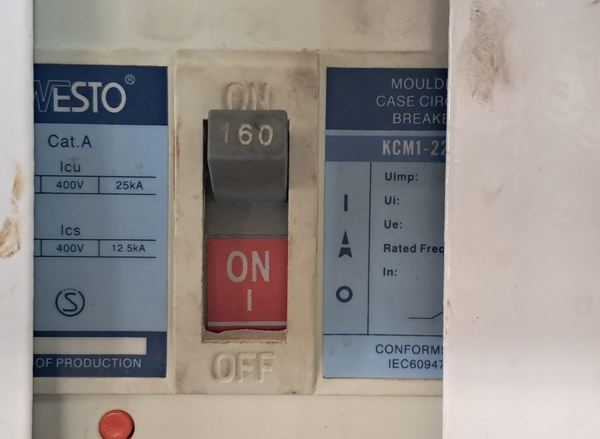 VESTO®
Cat.A
Icu
400V 25kA
Ics
400V 12.5kA
S
OF PRODUCTION
ON
160
ON
I
OFF
MOULD
CASE CIRC
BREAKE
KCM1-22
Uimp:
Ui:
Ue:
Rated Freq
In:
I
O
CONFORMS
IEC60947